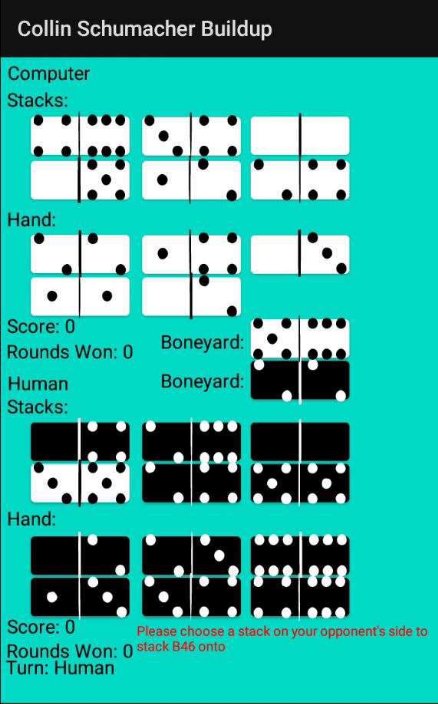 Collin Schumacher Buildup
Computer
Stacks:
Hand:
Score: 0
Rounds Won: 0
Boneyard:
Boneyard:
Human
Stacks:
Hand:
Score: 0
Rounds Won: 0
Please choose a stack on your opponent's side to
stack B46 onto
Turn: Human